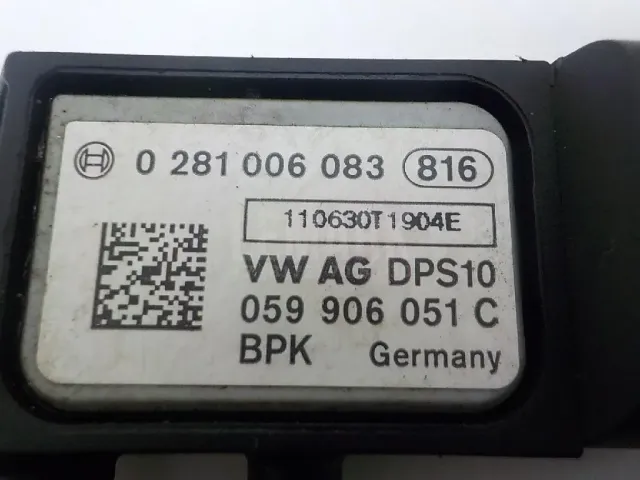 0 281 006 083 816
110630T1904E
VW AG DPS10
059 906 051 C
BPK Germany